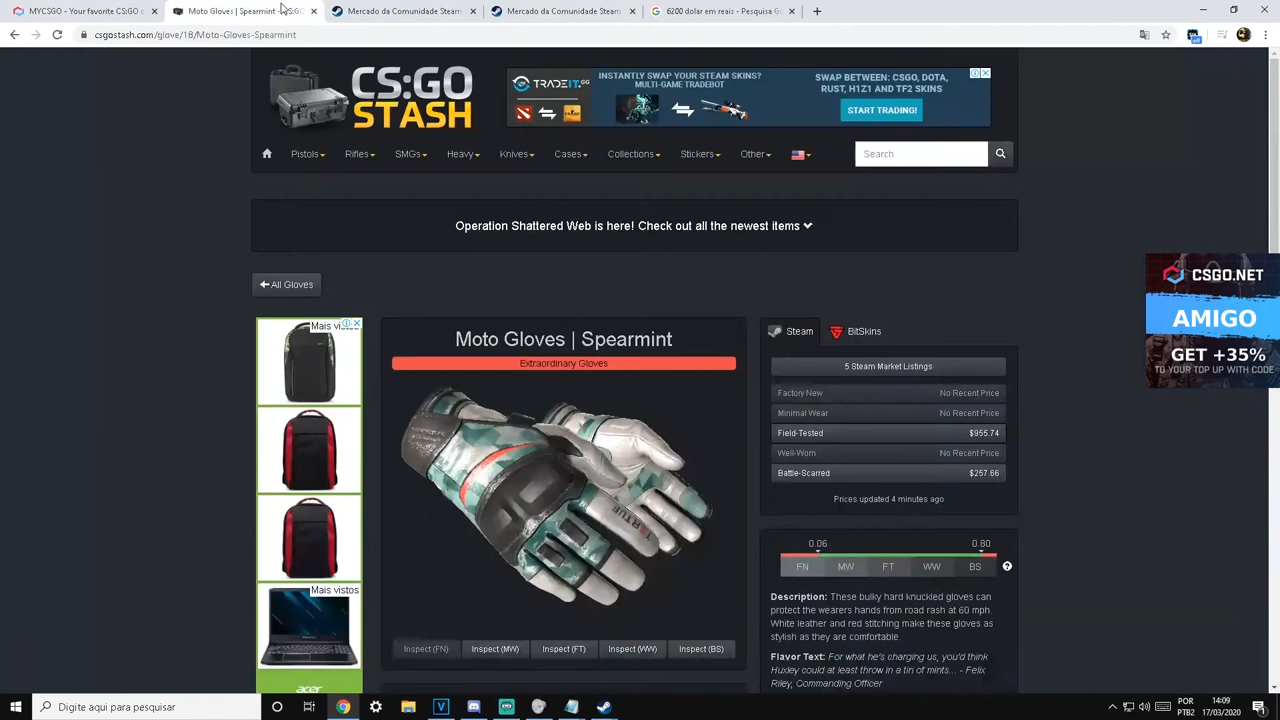 MYCSGO - Your favorite CS:GO c
Moto Gloves | Spearmint - CS:GO
Mercado da Comunidade Steam
Mercado da Comunidade Steam
6200 dolar em reais - Pesquisa Go
csgostash.com/glove/18/Moto-Gloves-Spearmint
off
CS:GO
STASH
TRADEIT.GG
INSTANTLY SWAP YOUR STEAM SKINS?
MULTI-GAME TRADEBOT
SWAP BETWEEN: CSGO, DOTA,
RUST, H1Z1 AND TF2 SKINS
START TRADING!
Pistols
Rifles
SMGs
Heavy
Knives
Cases
Collections
Stickers
Other
Search
Operation Shattered Web is here! Check out all the newest items
All Gloves
CSGO.NET
AMIGO
GET +35%
TO YOUR TOP UP WITH CODE
Mais vistos
Mais vistos
acer
Moto Gloves | Spearmint
Extraordinary Gloves
Inspect (FN)
Inspect (MW)
Inspect (FT)
Inspect (WW)
Inspect (BS)
Steam
BitSkins
5 Steam Market Listings
Factory New No Recent Price
Minimal Wear No Recent Price
Field-Tested $955.74
Well-Worn No Recent Price
Battle-Scarred $257.66
Prices updated 4 minutes ago
0.06 0.80
FN MW FT WW BS
Description: These bulky hard knuckled gloves can
protect the wearers hands from road rash at 60 mph.
White leather and red stitching make these gloves as
stylish as they are comfortable.
Flavor Text: For what he's charging us, you'd think
Huxley could at least throw in a tin of mints... - Felix
Riley, Commanding Officer
Digite aqui para pesquisar
POR
PTB2
14:09
17/03/2020